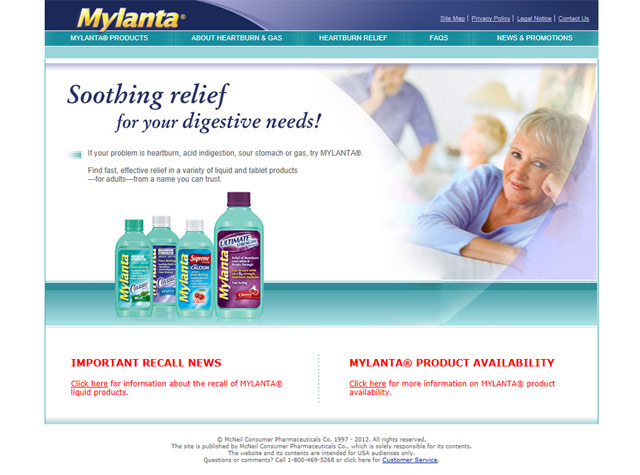 Mylanta®
Site Map | Privacy Policy | Legal Notice | Contact Us
MYLANTA® PRODUCTS
ABOUT HEARTBURN & GAS
HEARTBURN RELIEF
FAQS
NEWS & PROMOTIONS
Soothing relief
for your digestive needs!
If your problem is heartburn, acid indigestion, sour stomach or gas, try MYLANTA®.
Find fast, effective relief in a variety of liquid and tablet products
—for adults—from a name you can trust.
Mylanta
Classic
Mylanta
Classic
Mylanta
Supreme
CALCIUM
Cherry
Mylanta
ULTIMATE
Fast Acting
Cherry
IMPORTANT RECALL NEWS
Click here for information about the recall of MYLANTA®
liquid products.
MYLANTA® PRODUCT AVAILABILITY
Click here for more information on MYLANTA® product
availability.
© McNeil Consumer Pharmaceuticals Co. 1997 - 2012. All rights reserved.
The site is published by McNeil Consumer Pharmaceuticals Co., which is solely responsible for its contents.
The website and its contents are intended for USA audiences only.
Questions or comments? Call 1-800-469-5268 or click here for Customer Service.